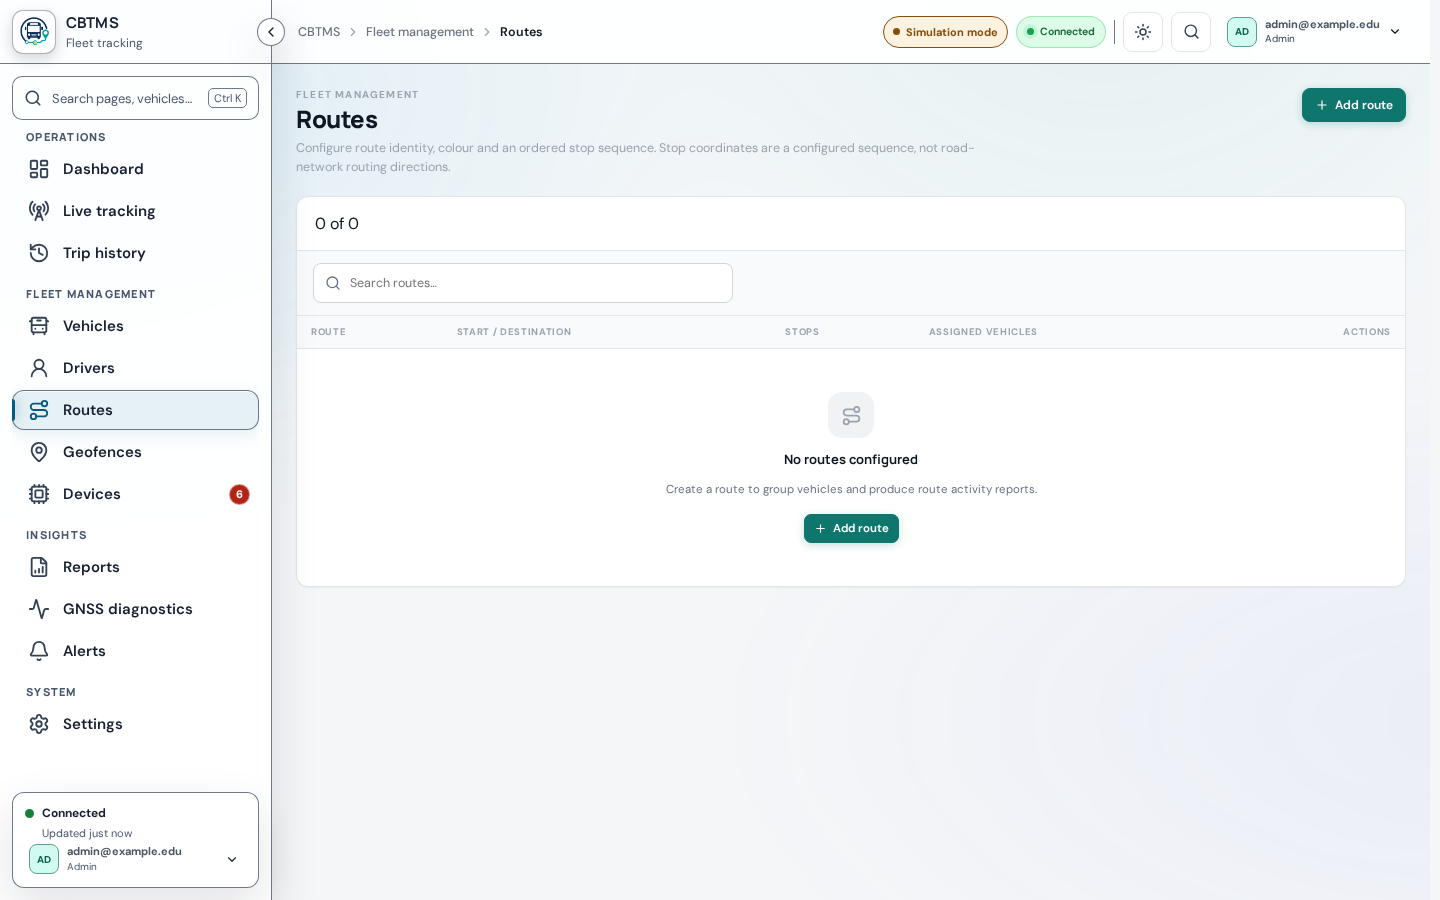 CBTMS
Fleet tracking
Search pages, vehicles... Ctrl K
OPERATIONS
Dashboard
Live tracking
Trip history
FLEET MANAGEMENT
Vehicles
Drivers
Routes
Geofences
Devices 6
INSIGHTS
Reports
GNSS diagnostics
Alerts
SYSTEM
Settings
Connected
Updated just now
AD admin@example.edu
Admin
CBTMS > Fleet management > Routes
Simulation mode
Connected
AD admin@example.edu
Admin
FLEET MANAGEMENT
Routes
Configure route identity, colour and an ordered stop sequence. Stop coordinates are a configured sequence, not road-
network routing directions.
+ Add route
0 of 0
Search routes...
ROUTE START / DESTINATION STOPS ASSIGNED VEHICLES ACTIONS
No routes configured
Create a route to group vehicles and produce route activity reports.
+ Add route